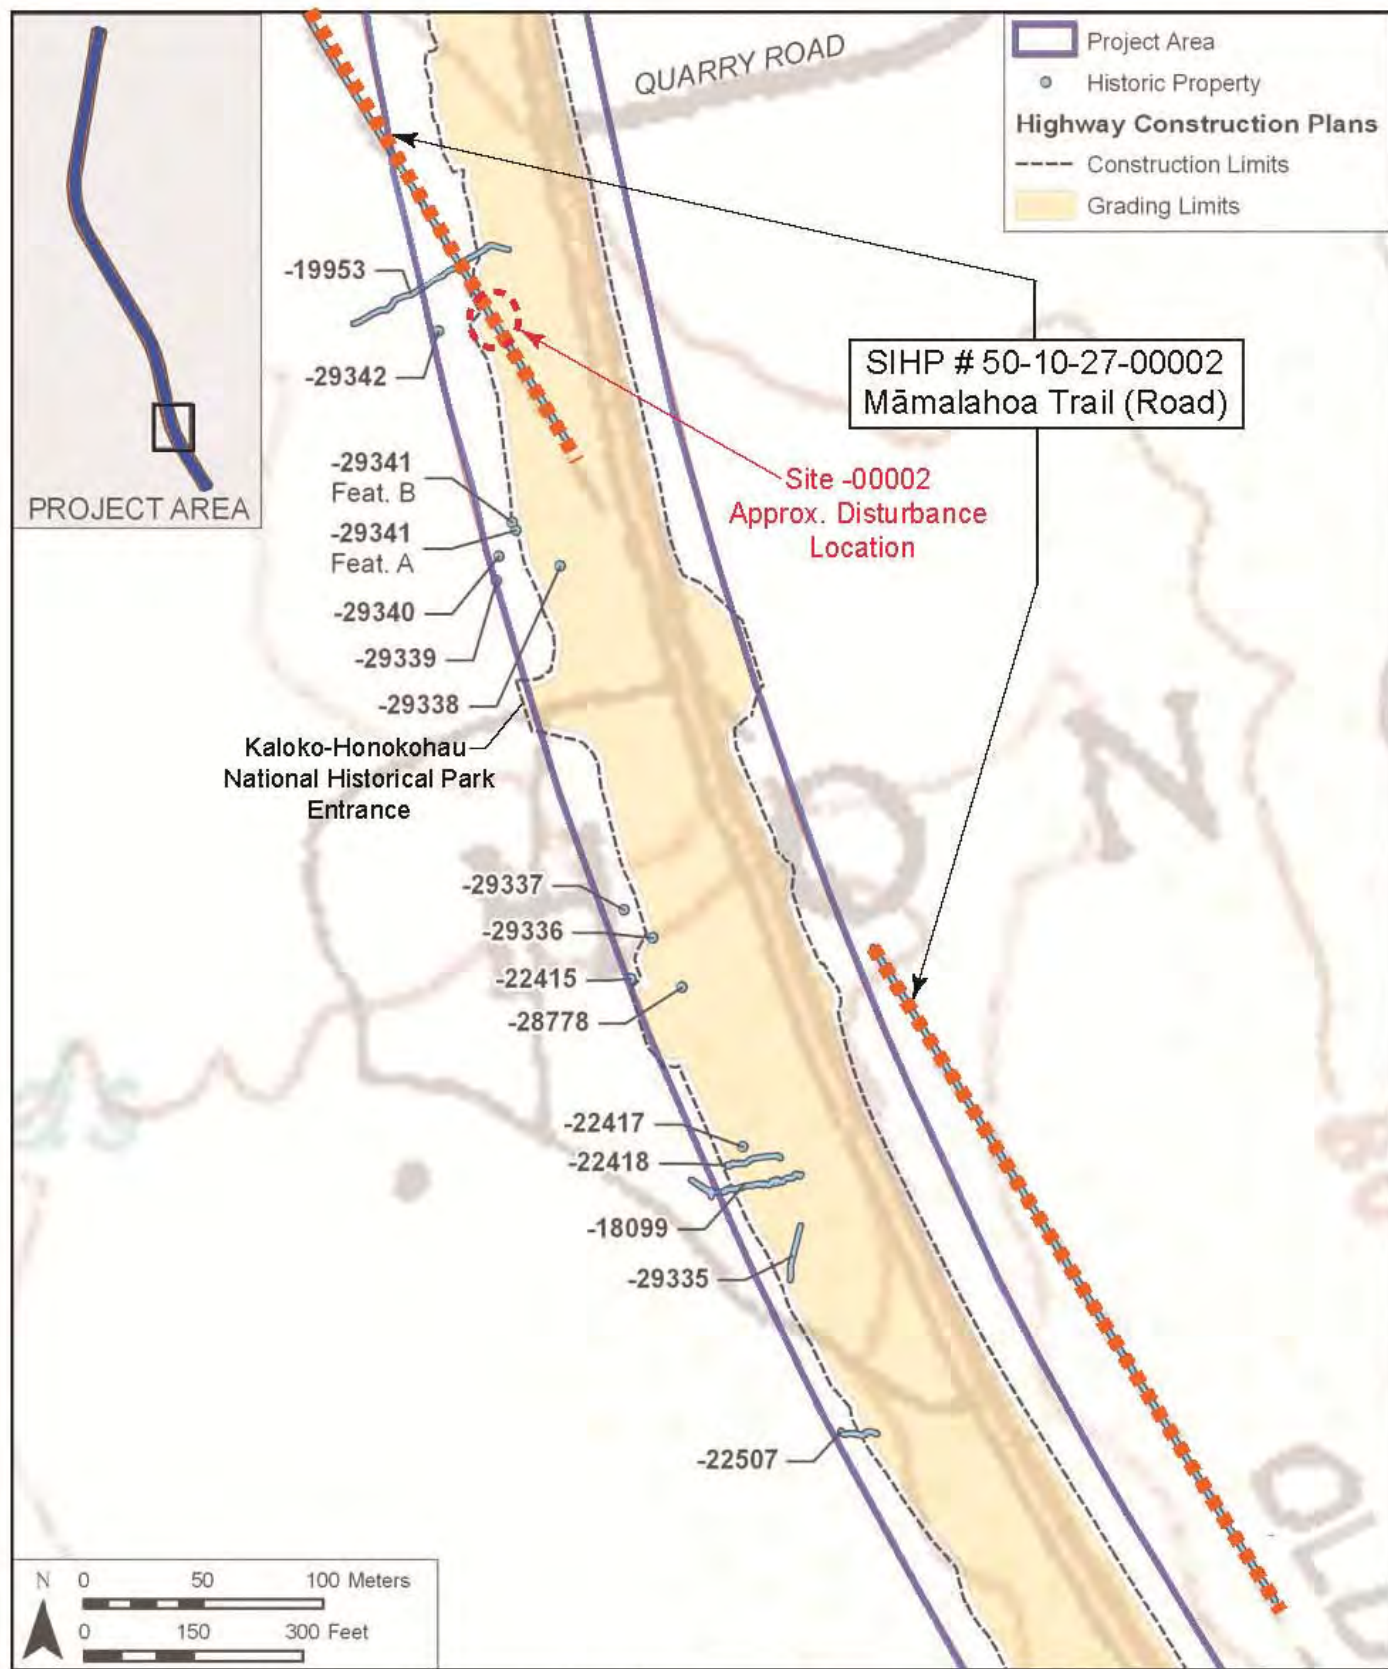 QUARRY ROAD
Project Area
Historic Property
Highway Construction Plans
Construction Limits
Grading Limits
PROJECT AREA
-19953
-29342
SIHP # 50-10-27-00002
Māmalahoa Trail (Road)
Site -00002
Approx. Disturbance
Location
-29341
Feat. B
-29341
Feat. A
-29340
-29339
-29338
Kaloko-Honokohau
National Historical Park
Entrance
-29337
-29336
-22415
-28778
-22417
-22418
-18099
-29335
-22507
H O N
OLD
N
0 50 100 Meters
0 150 300 Feet